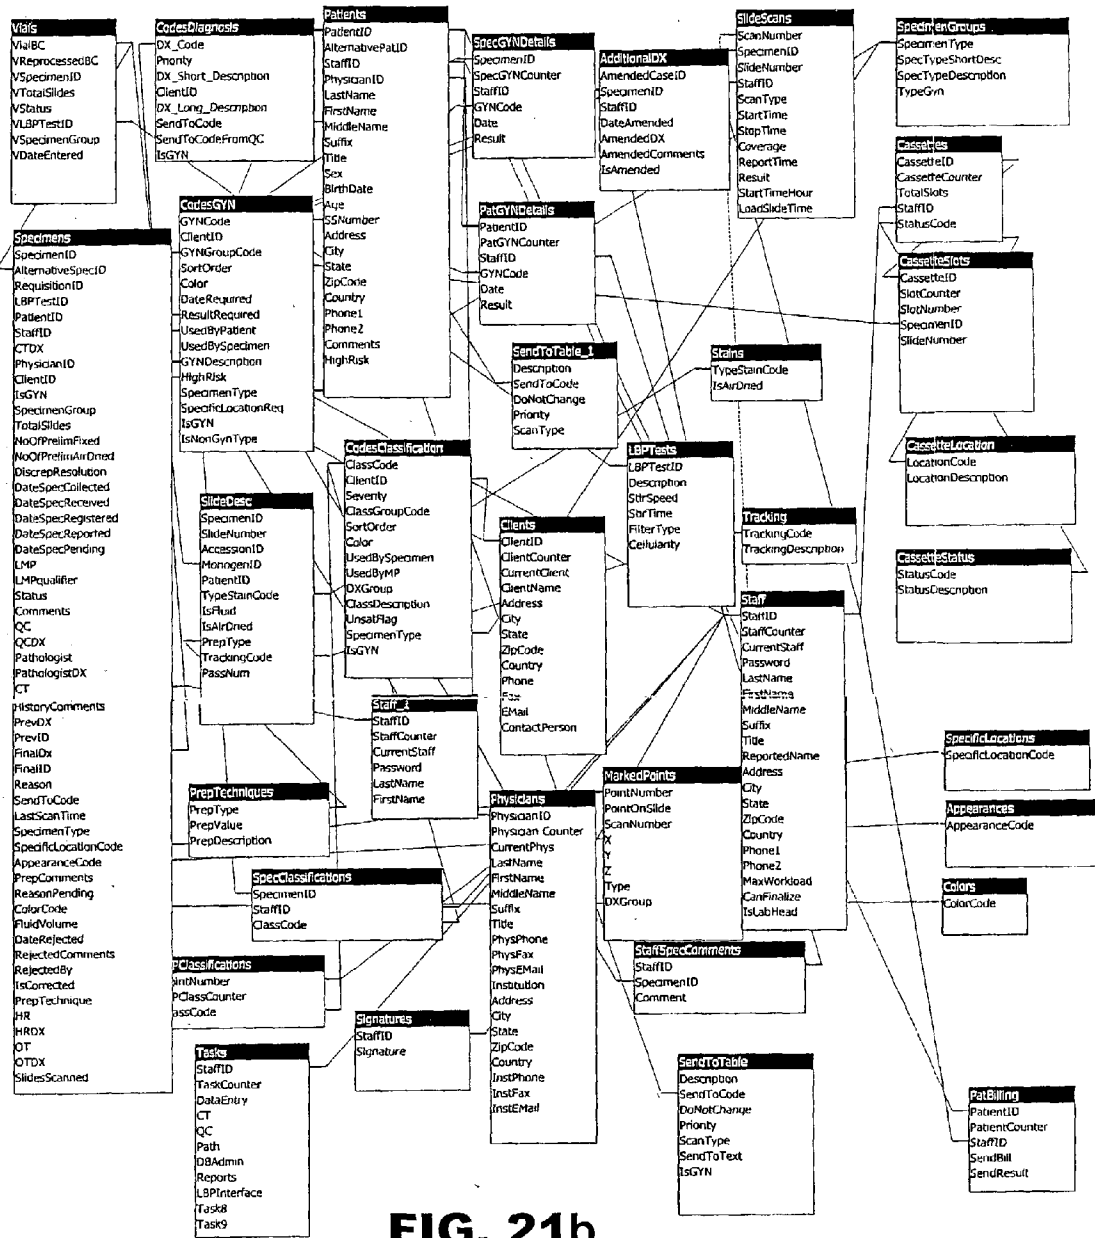 Vials
VialBC
VReprocessedBC
VSpecimenID
VTotalSlides
VStatus
VLBPTestID
VSpecimenGroup
VDateEntered
CodesDiagnosis
DX_Code
Priority
DX_Short_Description
ClientID
DX_Long_Description
SendToCode
SendToCodeFromQC
IsGYN
Patients
PatientID
AlternativePatID
StaffID
PhysicianID
LastName
FirstName
MiddleName
Suffix
Title
Sex
BirthDate
Age
SSNumber
Address
City
State
ZipCode
Country
Phone1
Phone2
Comments
HighRisk
SpecGYNDetails
SpecimenID
SpecGYNCounter
StaffID
GYNCode
Date
Result
AdditionalDX
AmendedCaseID
SpecimenID
StaffID
DateAmended
AmendedDX
AmendedComments
IsAmended
SlideScans
ScanNumber
SpecimenID
SlideNumber
StaffID
ScanType
StartTime
StopTime
Coverage
ReportTime
Result
StartTimeHour
LoadSlideTime
SpecimenGroups
SpecimenType
SpecTypeShortDesc
SpecTypeDescription
TypeGyn
Cassettes
CassetteID
CassetteCounter
TotalSlots
StaffID
StatusCode
CassetteSlots
CassetteID
SlotCounter
SlotNumber
SpecimenID
SlideNumber
Specimens
SpecimenID
AlternativeSpecID
RequisitionID
LBPTestID
PatientID
StaffID
CTDX
PhysicianID
ClientID
IsGYN
SpecimenGroup
TotalSlides
NoOfPrelimFixed
NoOfPrelimAirDried
DiscrepResolution
DateSpecCollected
DateSpecReceived
DateSpecRegistered
DateSpecReported
DateSpecPending
LMP
LMPqualifier
Status
Comments
QC
QCDX
Pathologist
PathologistDX
CT
HistoryComments
PrevDX
PrevID
FinalDx
FinalID
Reason
SendToCode
LastScanTime
SpecimenType
SpecificLocationCode
AppearanceCode
PrepComments
ReasonPending
ColorCode
FluidVolume
DateRejected
RejectedComments
RejectedBy
IsCorrected
PrepTechnique
HR
HRDX
OT
OTDX
SlidesScanned
CodesGYN
GYNCode
ClientID
GYNGroupCode
SortOrder
Color
DateRequired
ResultRequired
UsedByPatient
UsedBySpecimen
GYNDescription
HighRisk
SpecimenType
SpecificLocationReq
IsGYN
IsNonGynType
PatGYNDetails
PatientID
PatGYNCounter
StaffID
GYNCode
Date
Result
SendToTable_1
Description
SendToCode
DoNotChange
Priority
ScanType
Stains
TypeStainCode
IsAirDried
CodesClassification
ClassCode
ClientID
Severity
ClassGroupCode
SortOrder
Color
UsedBySpecimen
UsedByMP
DXGroup
ClassDescription
UnsatFlag
SpecimenType
IsGYN
LBPTests
LBPTestID
Description
StirSpeed
StirTime
FilterType
Cellularity
CassetteLocation
LocationCode
LocationDescription
SlideDesc
SpecimenID
SlideNumber
AccessionID
MonogenID
PatientID
TypeStainCode
IsFluid
IsAirDried
PrepType
TrackingCode
PassNum
Clients
ClientID
ClientCounter
CurrentClient
ClientName
Address
City
State
ZipCode
Country
Phone
Fax
EMail
ContactPerson
Tracking
TrackingCode
TrackingDescription
CassetteStatus
StatusCode
StatusDescription
Staff
StaffID
StaffCounter
CurrentStaff
Password
LastName
FirstName
MiddleName
Suffix
Title
ReportedName
Address
City
State
ZipCode
Country
Phone1
Phone2
MaxWorkload
CanFinalize
IsLabHead
Staff_1
StaffID
StaffCounter
CurrentStaff
Password
LastName
FirstName
SpecificLocations
SpecificLocationCode
PrepTechniques
PrepType
PrepValue
PrepDescription
Physicians
PhysicianID
Physician Counter
CurrentPhys
LastName
FirstName
MiddleName
Suffix
Title
PhysPhone
PhysFax
PhysEMail
Institution
Address
City
State
ZipCode
Country
InstPhone
InstFax
InstEMail
MarkedPoints
PointNumber
PointOnSlide
ScanNumber
X
Y
Z
Type
DXGroup
Appearances
AppearanceCode
SpecClassifications
SpecimenID
StaffID
ClassCode
Colors
ColorCode
PClassifications
intNumber
PClassCounter
assCode
StaffSpecComments
StaffID
SpecimenID
Comment
Signatures
StaffID
Signature
Tasks
StaffID
TaskCounter
DataEntry
CT
QC
Path
DBAdmin
Reports
LBPInterface
Task8
Task9
SendToTable
Description
SendToCode
DoNotChange
Priority
ScanType
SendToText
IsGYN
PatBilling
PatientID
PatientCounter
StaffID
SendBill
SendResult
FIG. 21b